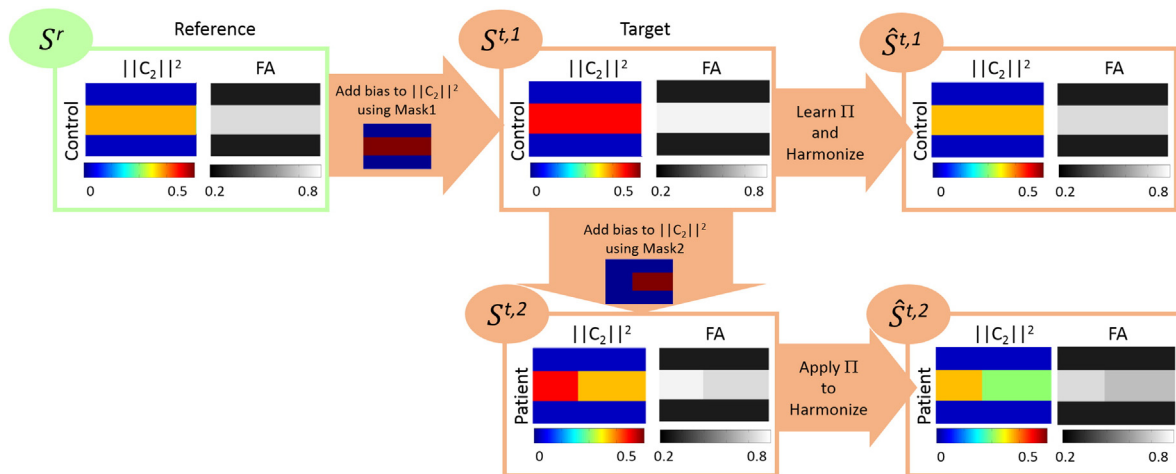 Reference
Target
S^r
||C₂||² FA
Control
0 0.5 0.2 0.8
Add bias to ||C₂||²
using Mask1
S^t,1
||C₂||² FA
Control
0 0.5 0.2 0.8
Learn Π
and
Harmonize
Ŝ^t,1
||C₂||² FA
Control
0 0.5 0.2 0.8
Add bias to ||C₂||²
using Mask2
S^t,2
||C₂||² FA
Patient
0 0.5 0.2 0.8
Apply Π
to
Harmonize
Ŝ^t,2
||C₂||² FA
Patient
0 0.5 0.2 0.8